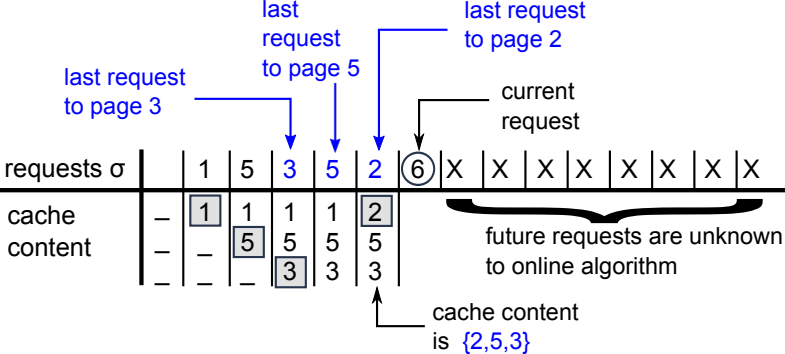 last
request
to page 5
last request
to page 2
last request
to page 3
current
request
requests σ 1 5 3 5 2 6 X X X X X X X X
cache _ 1 1 1 1 2
content _ _ 5 5 5 5
_ _ _ 3 3 3
future requests are unknown
to online algorithm
cache content
is {2,5,3}